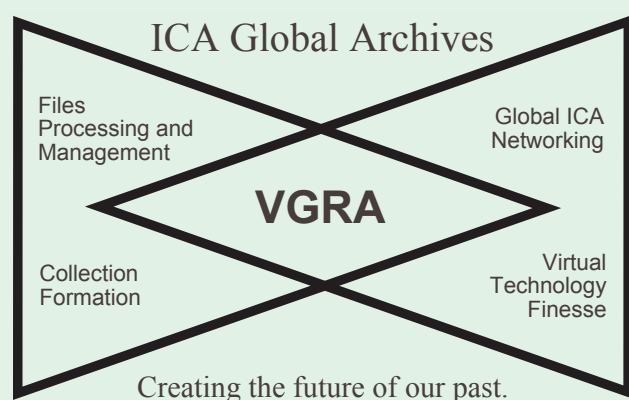 ICA Global Archives
Files
Processing and
Management
Global ICA
Networking
VGRA
Collection
Formation
Virtual
Technology
Finesse
Creating the future of our past.